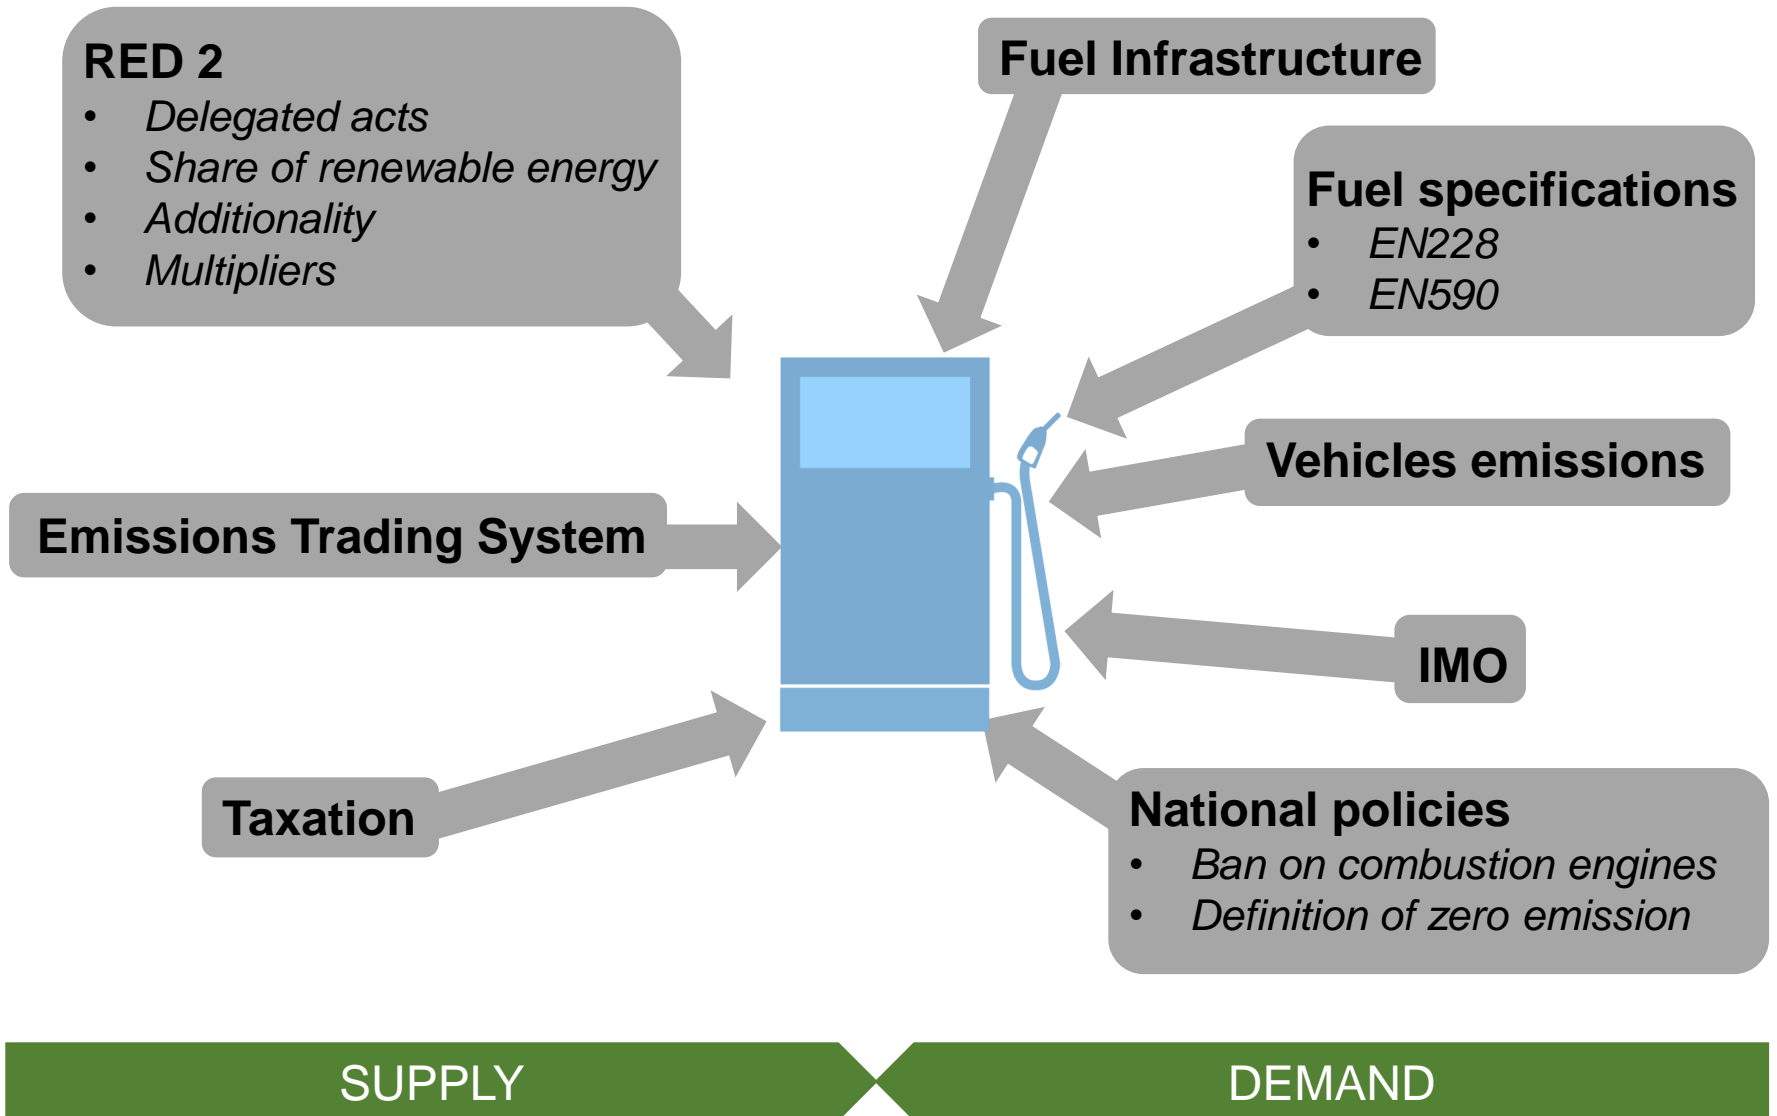 RED 2
• Delegated acts
• Share of renewable energy
• Additionality
• Multipliers
Fuel Infrastructure
Fuel specifications
• EN228
• EN590
Vehicles emissions
Emissions Trading System
IMO
Taxation
National policies
• Ban on combustion engines
• Definition of zero emission
SUPPLY
DEMAND